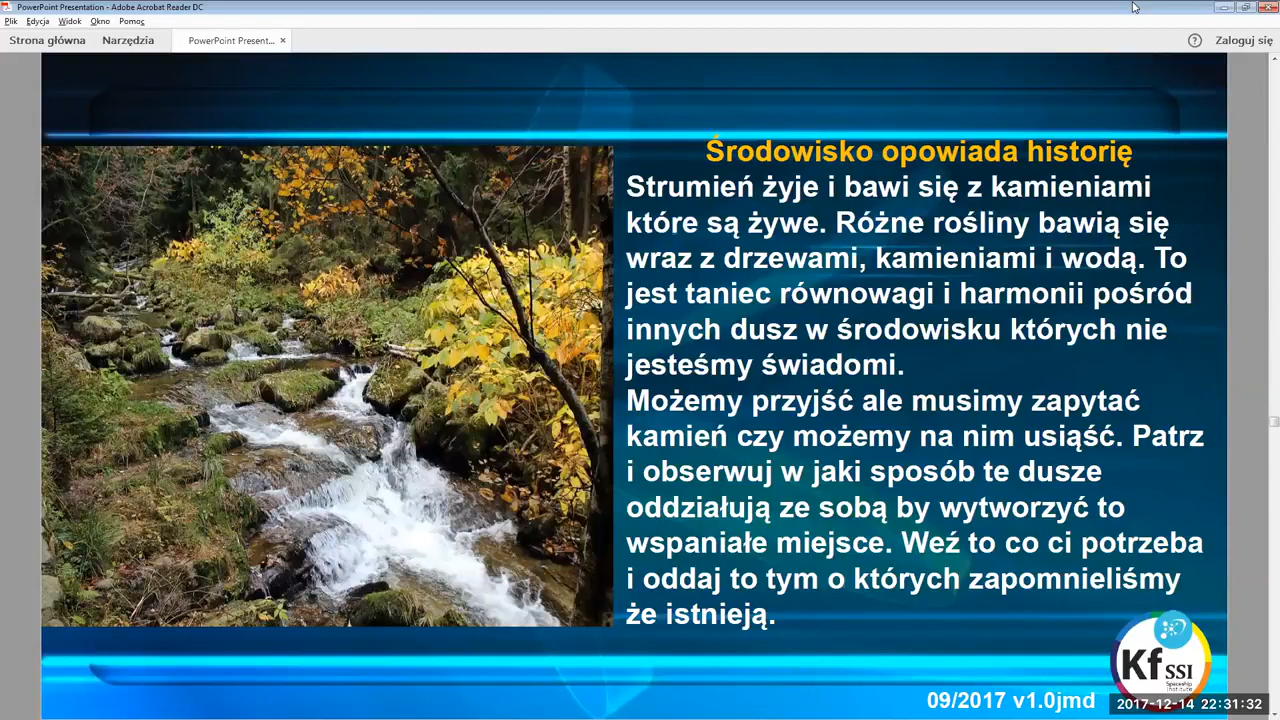 PowerPoint Presentation - Adobe Acrobat Reader DC
Plik Edycja Widok Okno Pomoc
Strona główna Narzędzia PowerPoint Present... × ? Zaloguj się
Środowisko opowiada historię
Strumień żyje i bawi się z kamieniami
które są żywe. Różne rośliny bawią się
wraz z drzewami, kamieniami i wodą. To
jest taniec równowagi i harmonii pośród
innych dusz w środowisku których nie
jesteśmy świadomi.
Możemy przyjść ale musimy zapytać
kamień czy możemy na nim usiąść. Patrz
i obserwuj w jaki sposób te dusze
oddziałują ze sobą by wytworzyć to
wspaniałe miejsce. Weź to co ci potrzeba
i oddaj to tym o których zapomnieliśmy
że istnieją.
Kf SSI
Spaceship
Institute
09/2017 v1.0jmd
2017-12-14 22:31:32